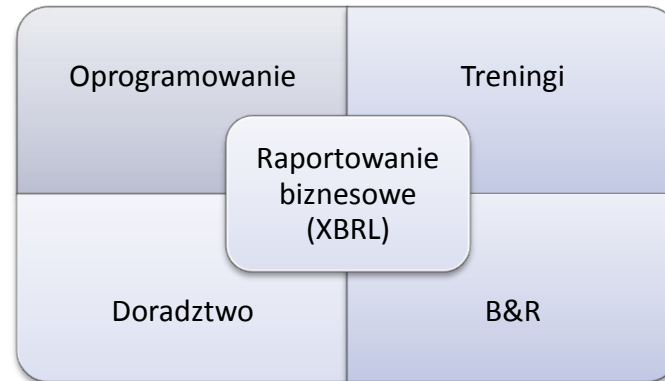 Oprogramowanie
Treningi
Raportowanie
biznesowe
(XBRL)
Doradztwo
B&R